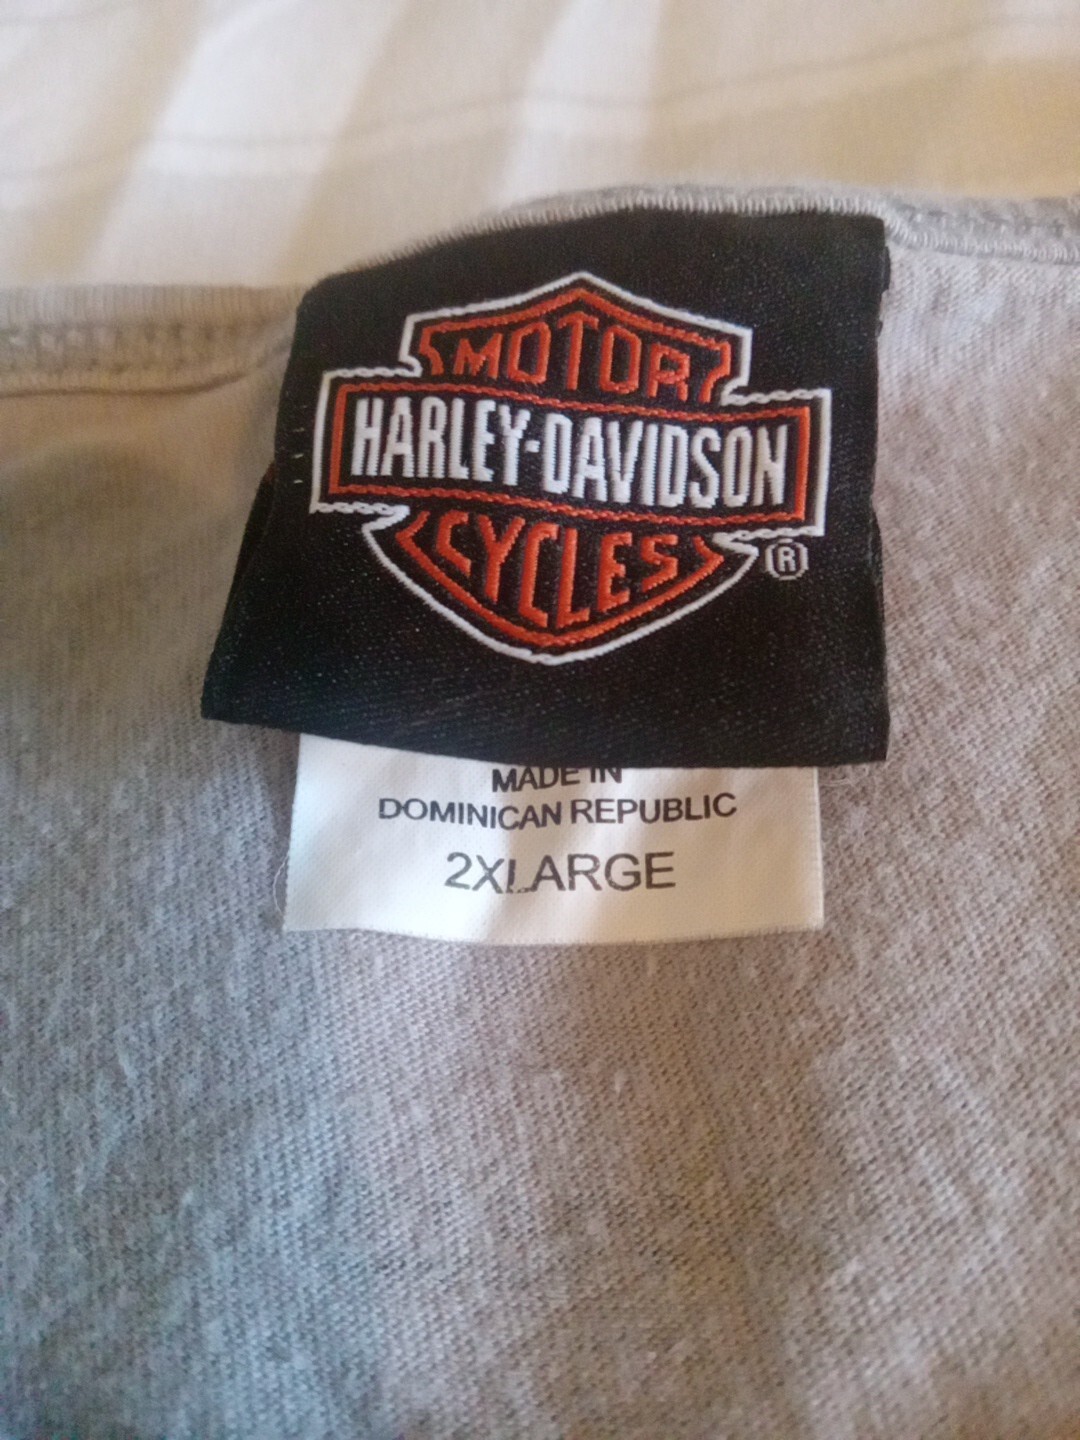 MOTOR
HARLEY-DAVIDSON
CYCLES
®
MADE IN
DOMINICAN REPUBLIC
2XLARGE